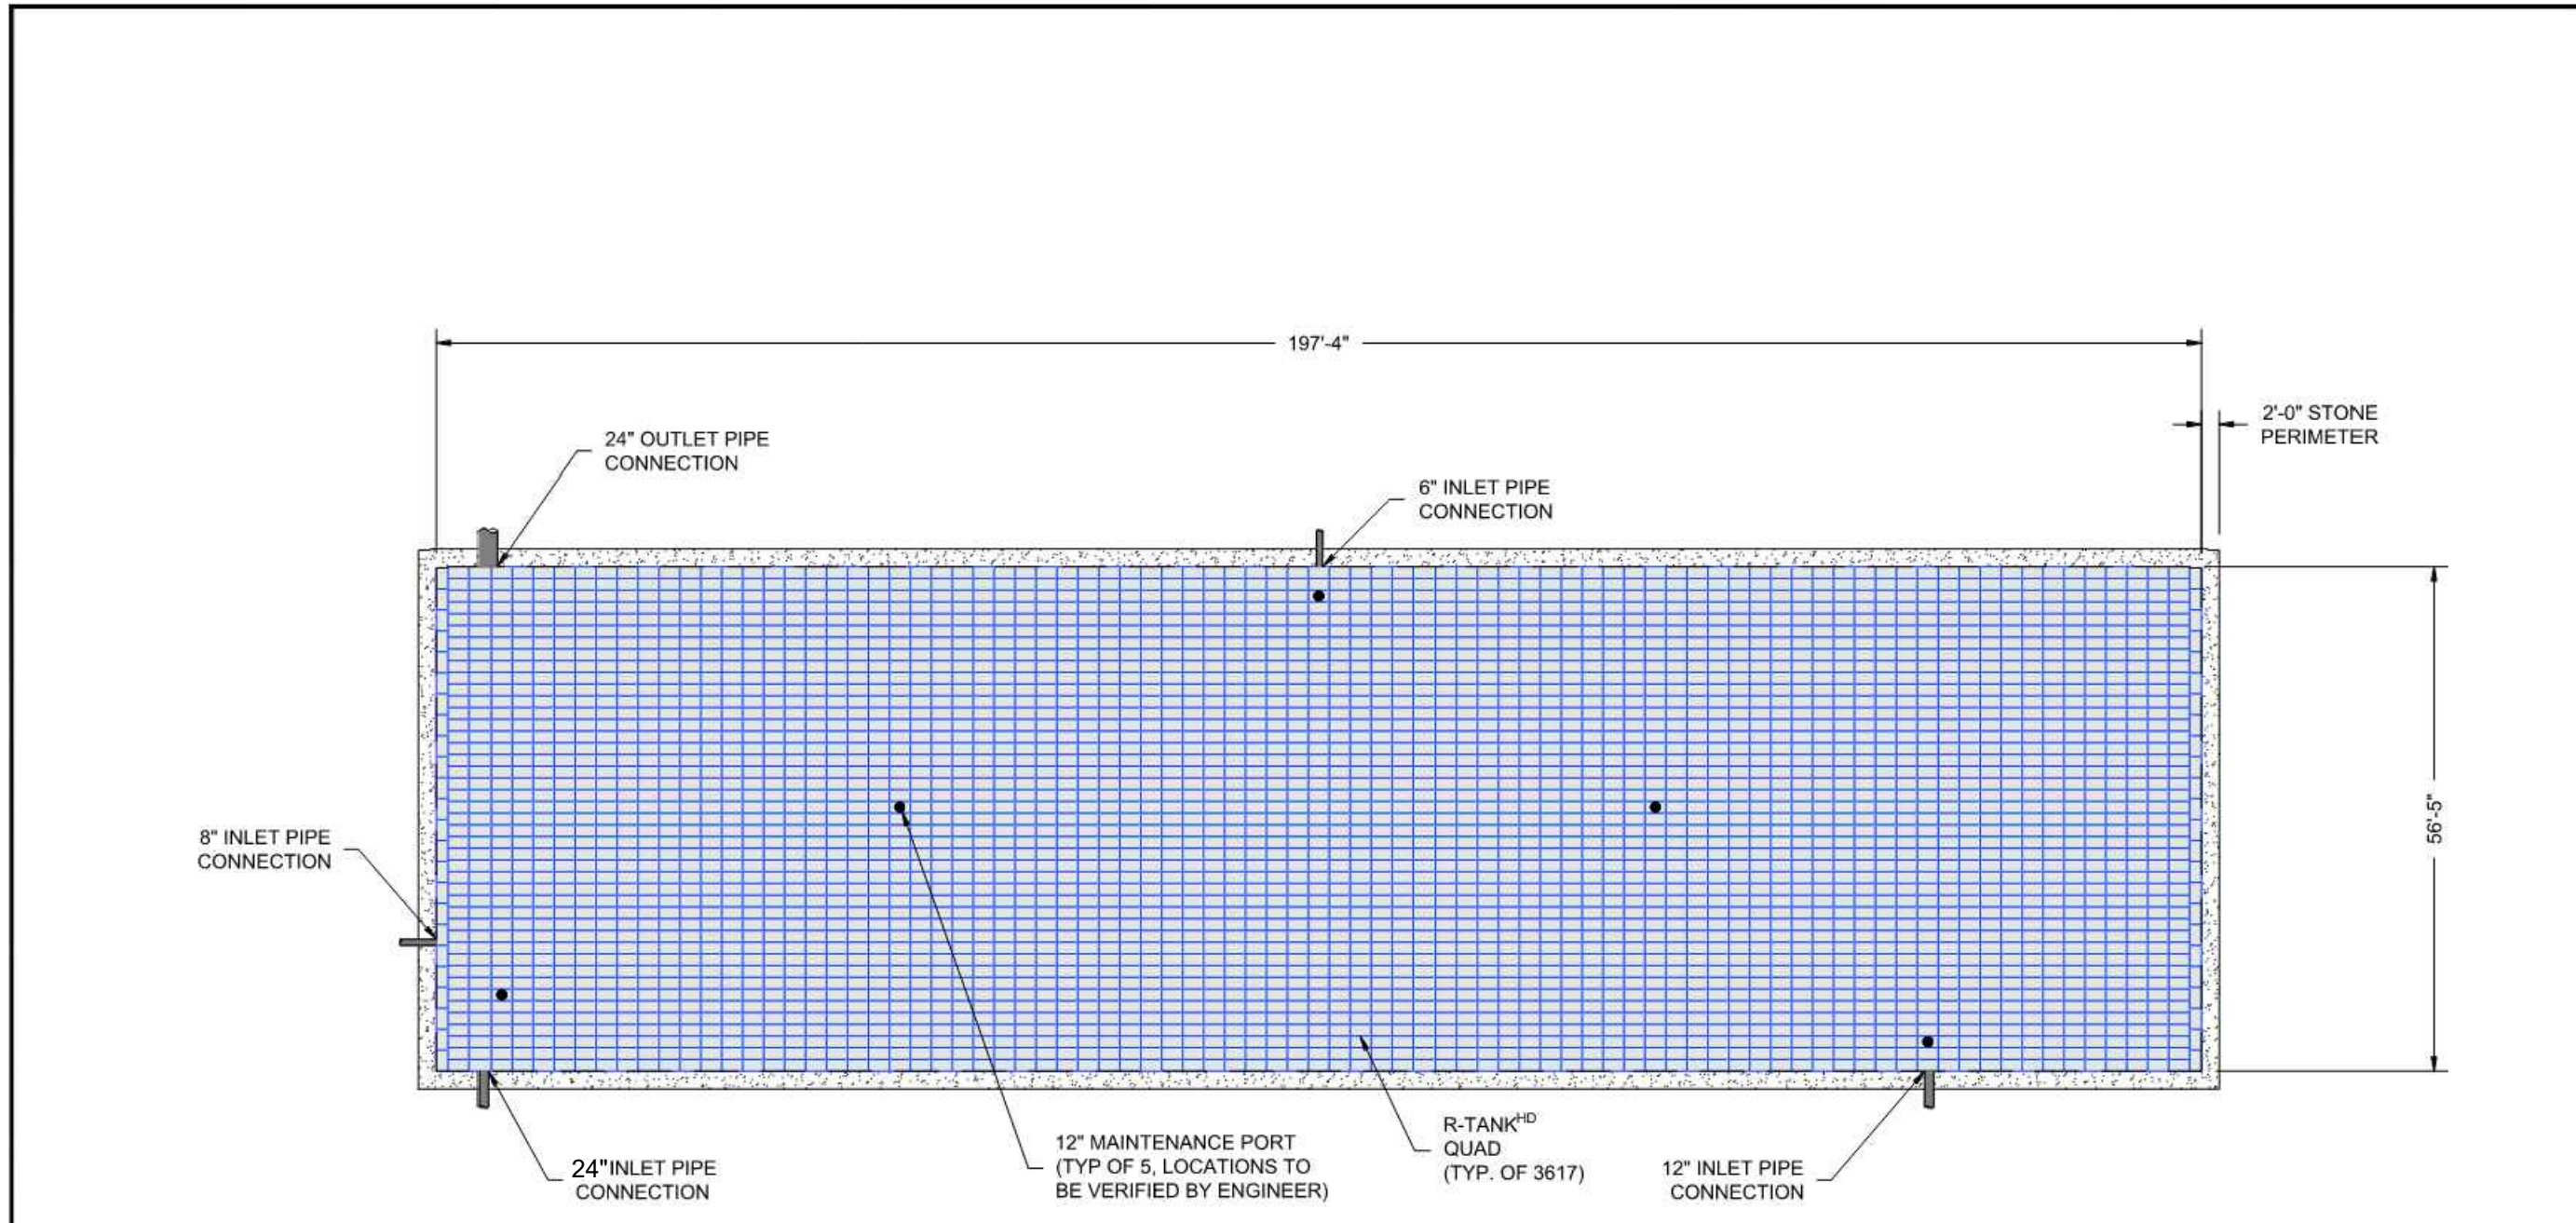 197'-4"
2'-0" STONE
PERIMETER
24" OUTLET PIPE
CONNECTION
6" INLET PIPE
CONNECTION
8" INLET PIPE
CONNECTION
56'-5"
24" INLET PIPE
CONNECTION
12" MAINTENANCE PORT
(TYP OF 5, LOCATIONS TO
BE VERIFIED BY ENGINEER)
R-TANK^HD
QUAD
(TYP. OF 3617)
12" INLET PIPE
CONNECTION